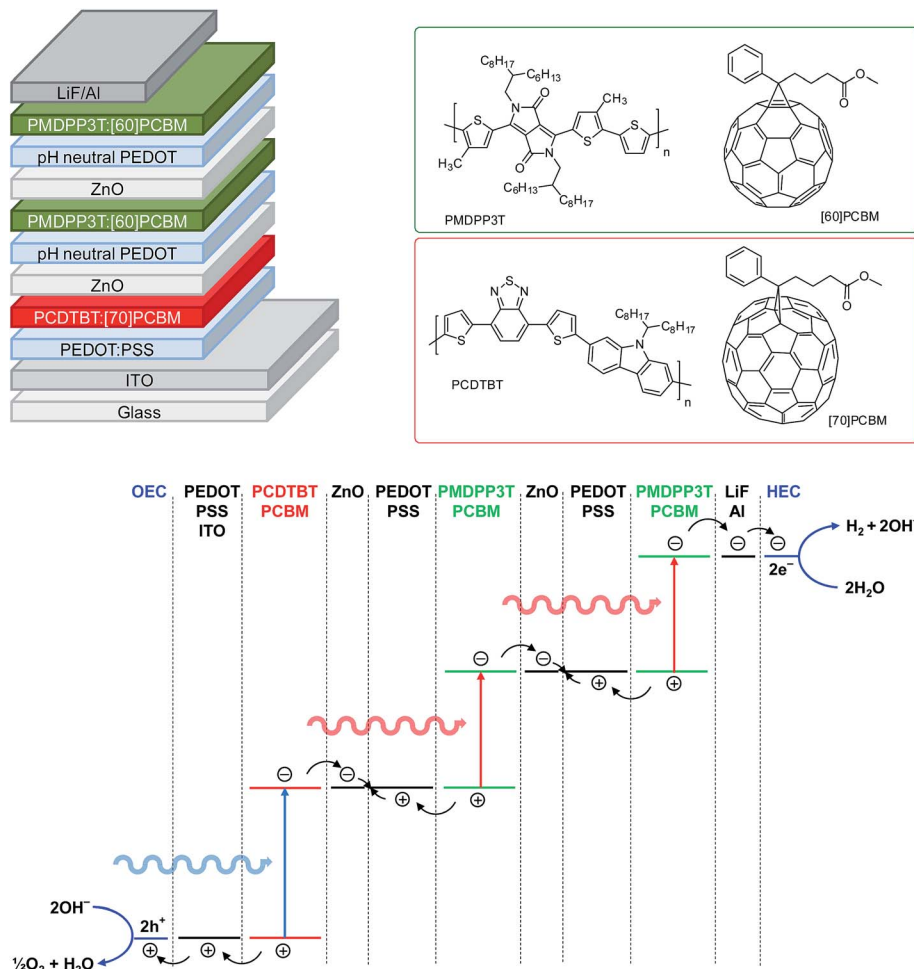 LiF/Al
PMDPP3T:[60]PCBM
pH neutral PEDOT
ZnO
PMDPP3T:[60]PCBM
pH neutral PEDOT
ZnO
PCDTBT:[70]PCBM
PEDOT:PSS
ITO
Glass
C8H17
C6H13
N
O
S
CH3
S
S
S
n
CH3
O
N
C6H13
C8H17
PMDPP3T
O
O
[60]PCBM
S
N
N
S
S
C8H17
C8H17
N
n
PCDTBT
O
O
[70]PCBM
OEC
PEDOT
PSS
ITO
PCDTBT
PCBM
ZnO
PEDOT
PSS
PMDPP3T
PCBM
ZnO
PEDOT
PSS
PMDPP3T
PCBM
LiF
Al
HEC
H2 + 2OH
2e−
2H2O
2OH−
2h+
½O2 + H2O